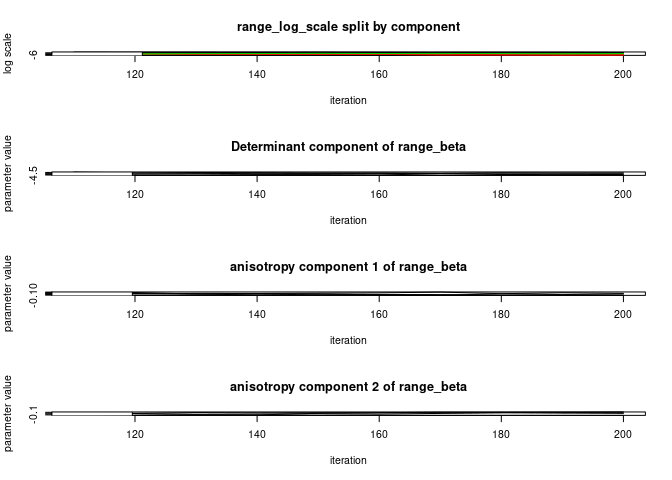 range_log_scale split by component
log scale
-6
120 140 160 180 200
iteration
Determinant component of range_beta
parameter value
-4.5
120 140 160 180 200
iteration
anisotropy component 1 of range_beta
parameter value
-0.10
120 140 160 180 200
iteration
anisotropy component 2 of range_beta
parameter value
-0.1
120 140 160 180 200
iteration